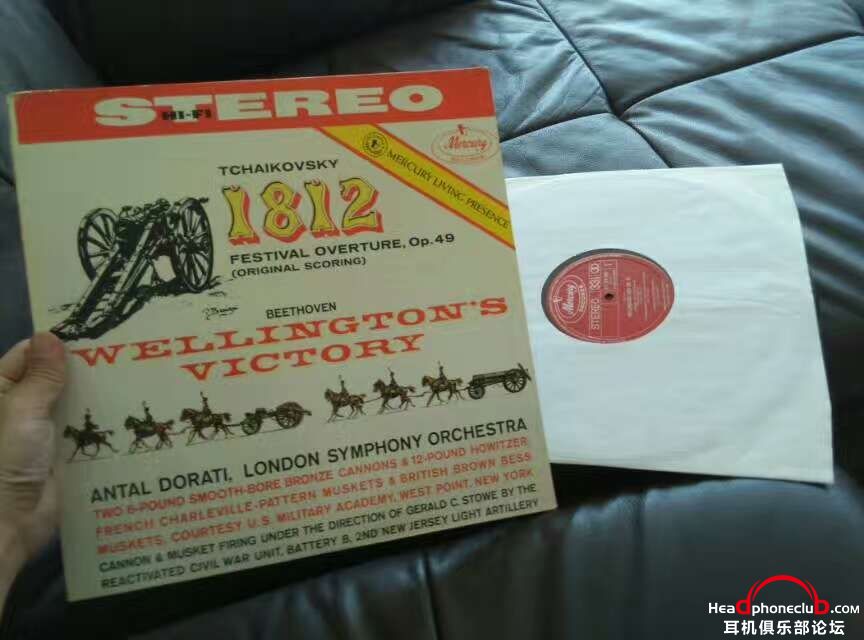 STEREO
HI-FI
Mercury
MERCURY LIVING PRESENCE
TCHAIKOVSKY
1812
FESTIVAL OVERTURE, Op. 49
(ORIGINAL SCORING)
BEETHOVEN
WELLINGTON'S
VICTORY
ANTAL DORATI, LONDON SYMPHONY ORCHESTRA
TWO 6-POUND SMOOTH-BORE BRONZE CANNONS & 12-POUND HOWITZER,
FRENCH CHARLEVILLE-PATTERN MUSKETS & BRITISH BROWN BESS
MUSKETS, COURTESY U.S. MILITARY ACADEMY, WEST POINT, NEW YORK
CANNON & MUSKET FIRING UNDER THE DIRECTION OF GERALD C. STOWE BY THE
REACTIVATED CIVIL WAR UNIT, BATTERY B, 2ND NEW JERSEY LIGHT ARTILLERY
Mercury
STEREO
33
Headphoneclub.com
耳机俱乐部论坛